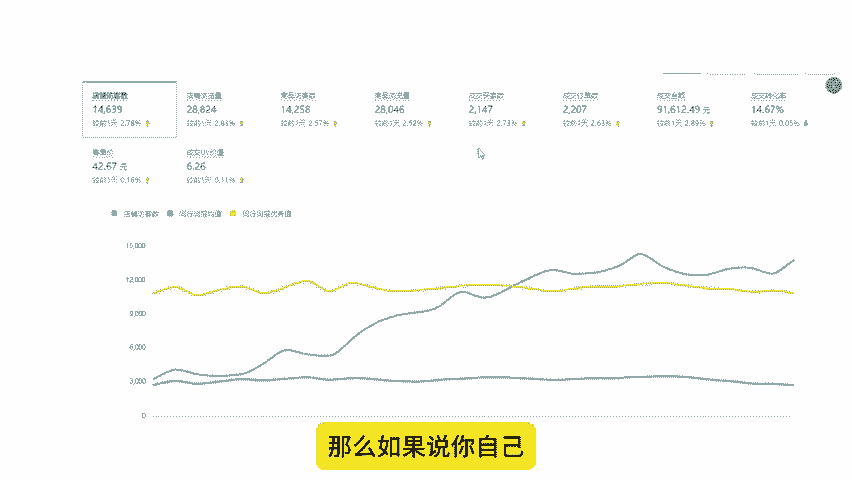 店铺访客数 店铺浏览量 商品访客数 商品浏览量 成交买家数 成交订单数 成交金额 成交转化率
14,639 28,824 14,258 28,046 2,147 2,207 91,612.49 元 14.67%
较前1天 2.78% 较前1天 2.83% 较前1天 2.57% 较前1天 2.52% 较前1天 2.73% 较前1天 2.63% 较前1天 2.89% 较前1天 0.05%
客单价 成交UV价值
42.67 元 6.26
较前1天 0.16% 较前1天 0.11%
店铺访客数 同行同层均值 同行同层优秀值
15,000
12,000
9,000
6,000
3,000
0
那么如果说你自己